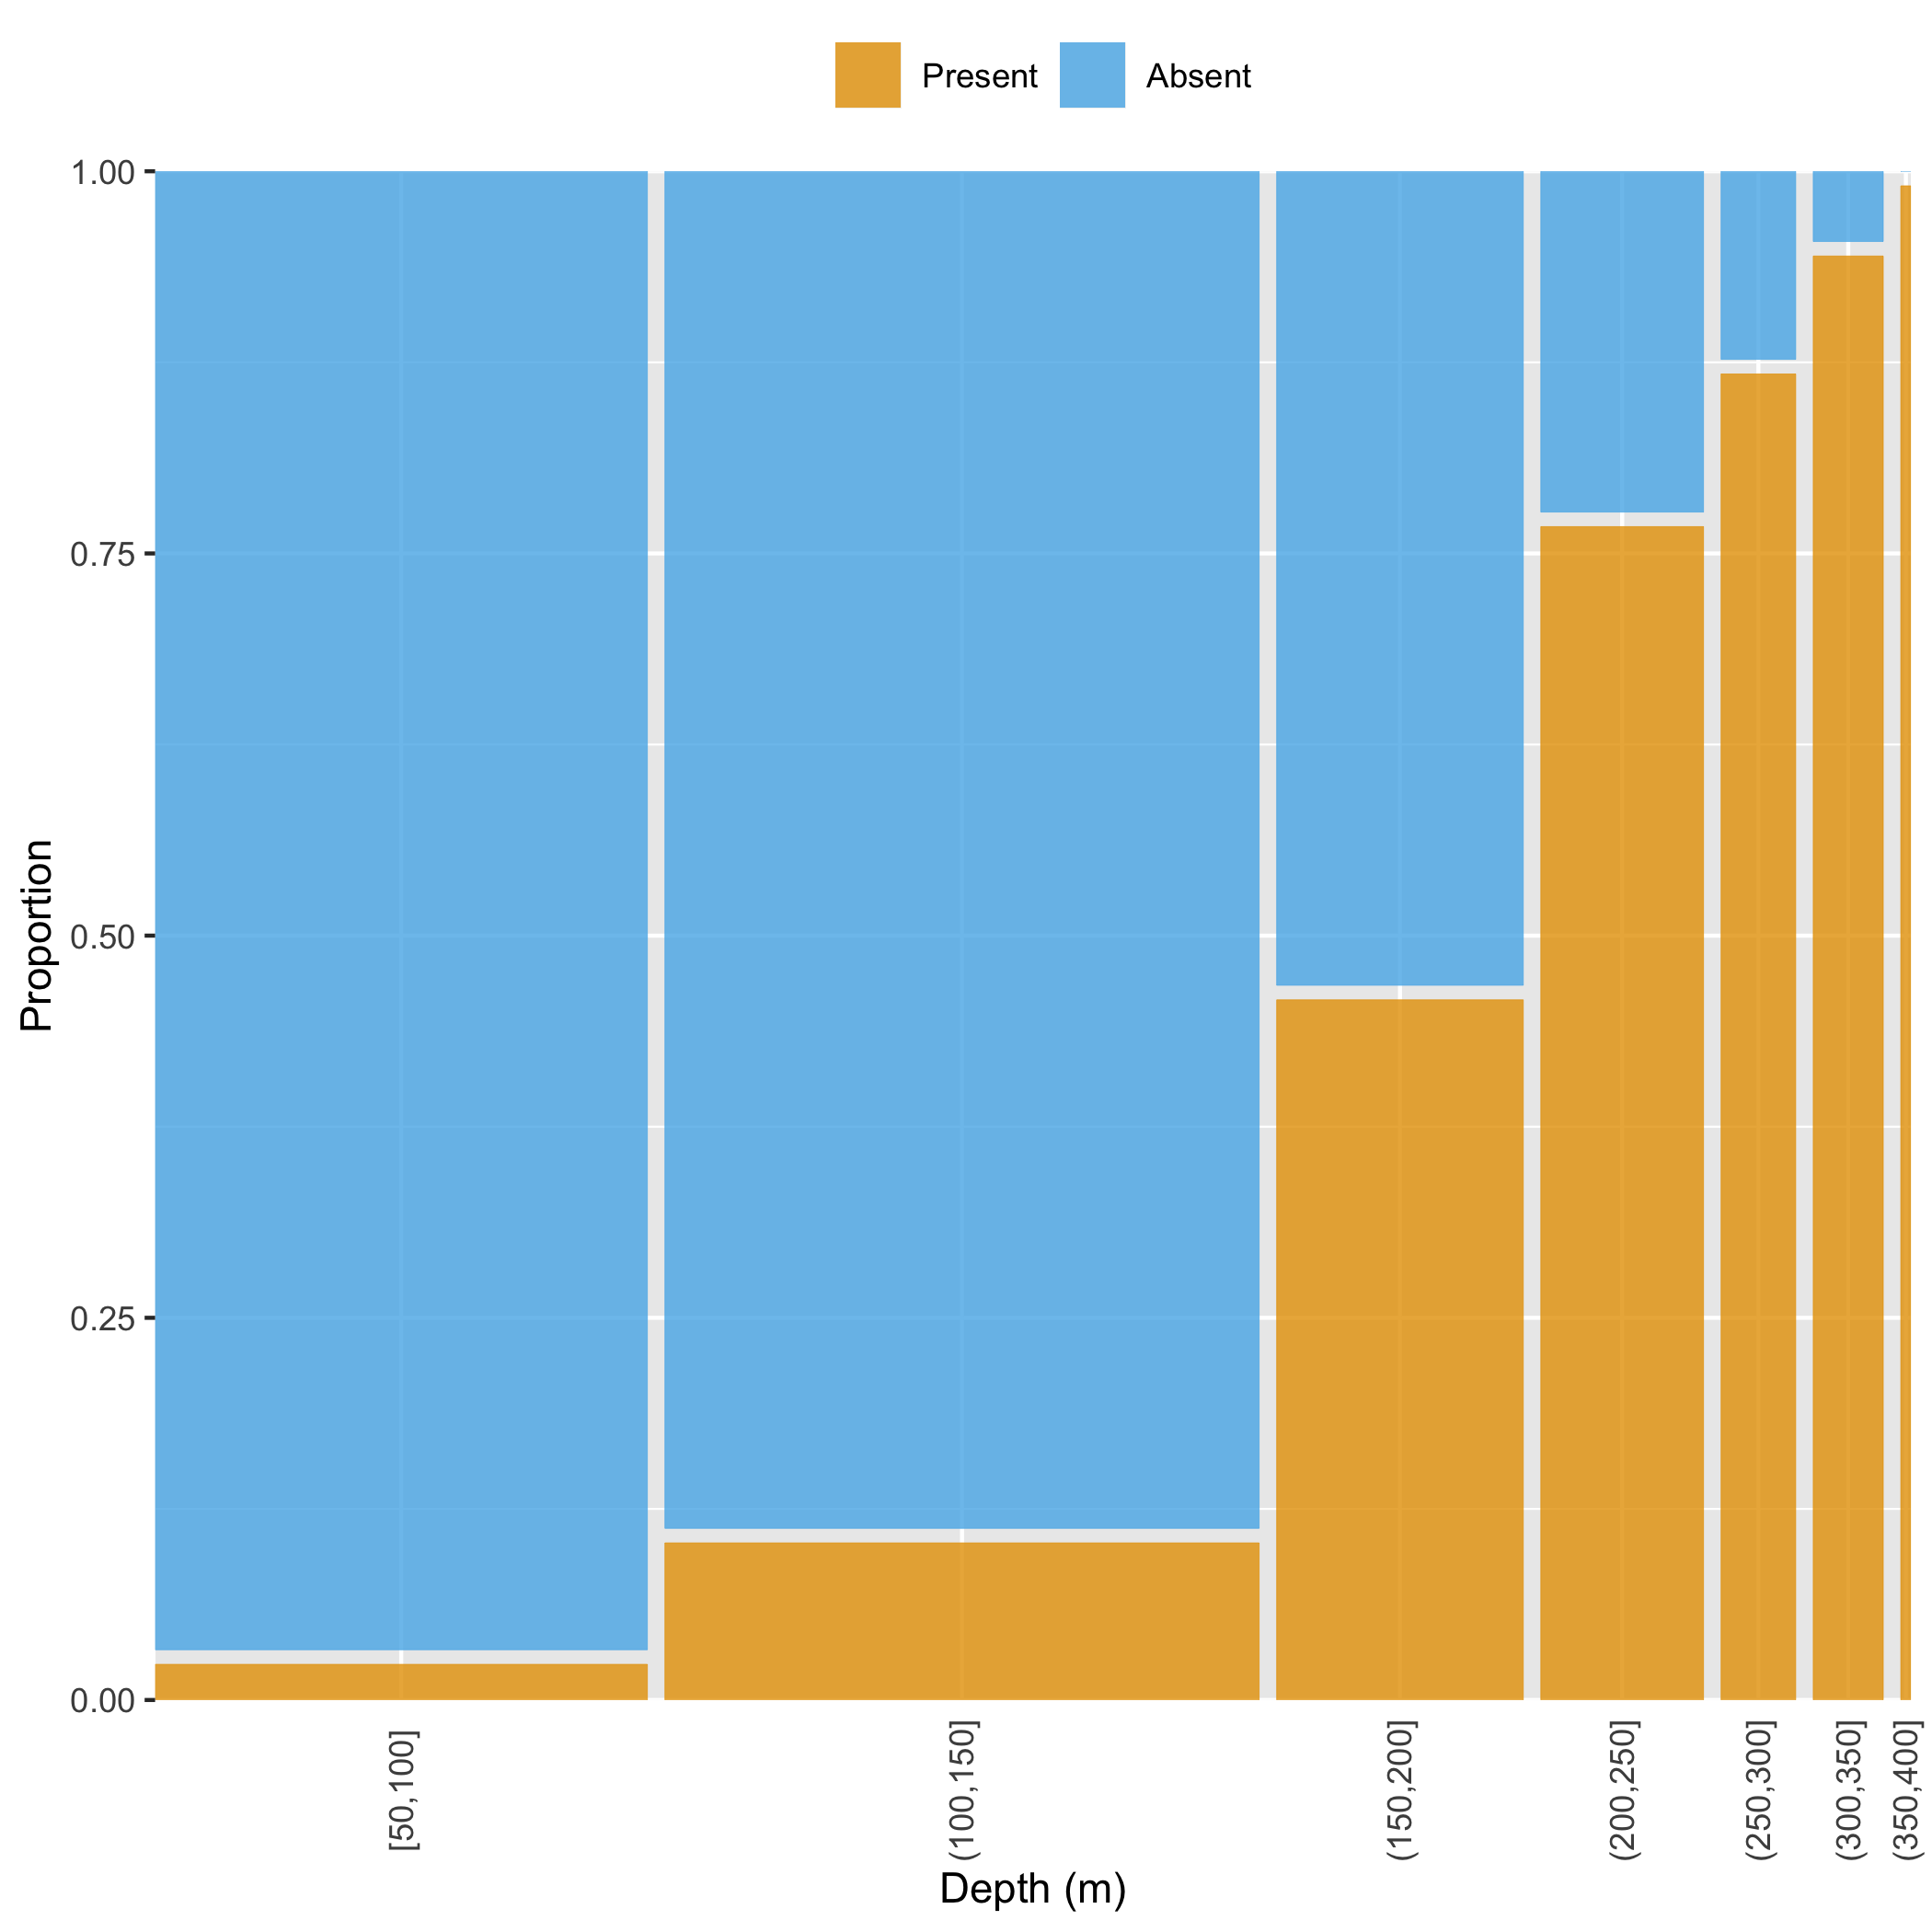 Present Absent
1.00
0.75
0.50
0.25
0.00
Proportion
[50,100] (100,150] (150,200] (200,250] (250,300] (300,350] (350,400]
Depth (m)